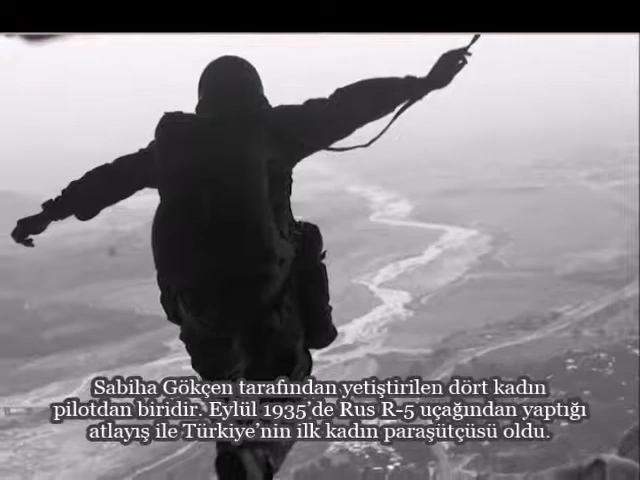 Sabiha Gökçen tarafından yetiştirilen dört kadın
pilotdan biridir. Eylül 1935'de Rus R-5 uçağından yaptığı
atlayış ile Türkiye'nin ilk kadın paraşütçüsü oldu.